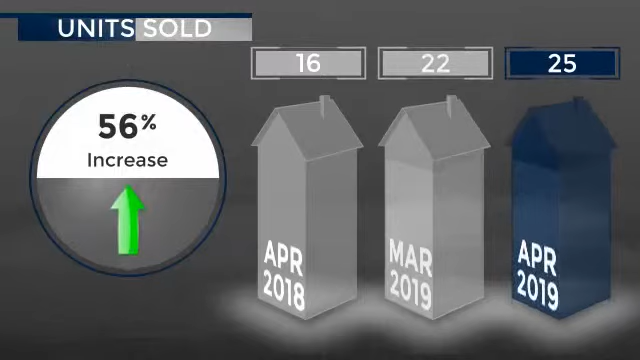 UNITS SOLD
16
22
25
56%
Increase
APR
2018
MAR
2019
APR
2019